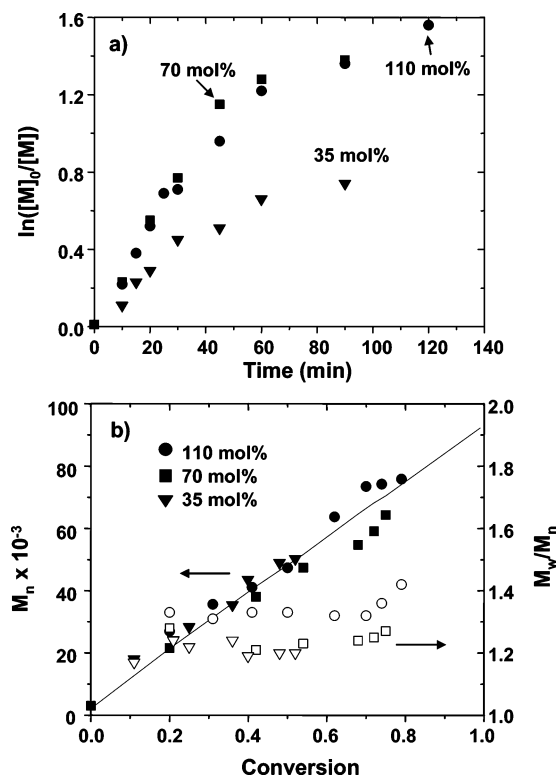 a)
1.6
1.2
0.8
0.4
0.0
ln([M]₀/[M])
70 mol%
110 mol%
35 mol%
0 20 40 60 80 100 120 140
Time (min)
b)
110 mol%
70 mol%
35 mol%
100
80
60
40
20
0
Mₙ x 10⁻³
2.0
1.8
1.6
1.4
1.2
1.0
M_w/Mₙ
0.0 0.2 0.4 0.6 0.8 1.0
Conversion